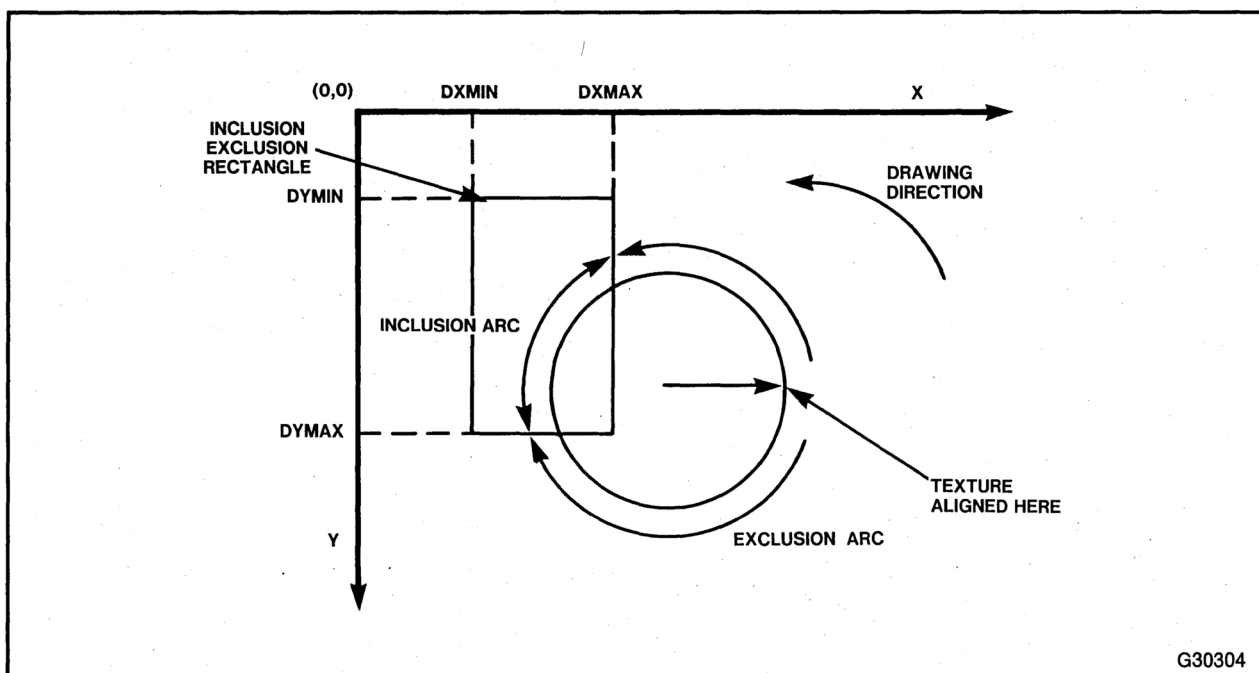 (0,0)
DXMIN
DXMAX
X
INCLUSION
EXCLUSION
RECTANGLE
DRAWING
DIRECTION
DYMIN
INCLUSION ARC
DYMAX
TEXTURE
ALIGNED HERE
Y
EXCLUSION ARC
G30304